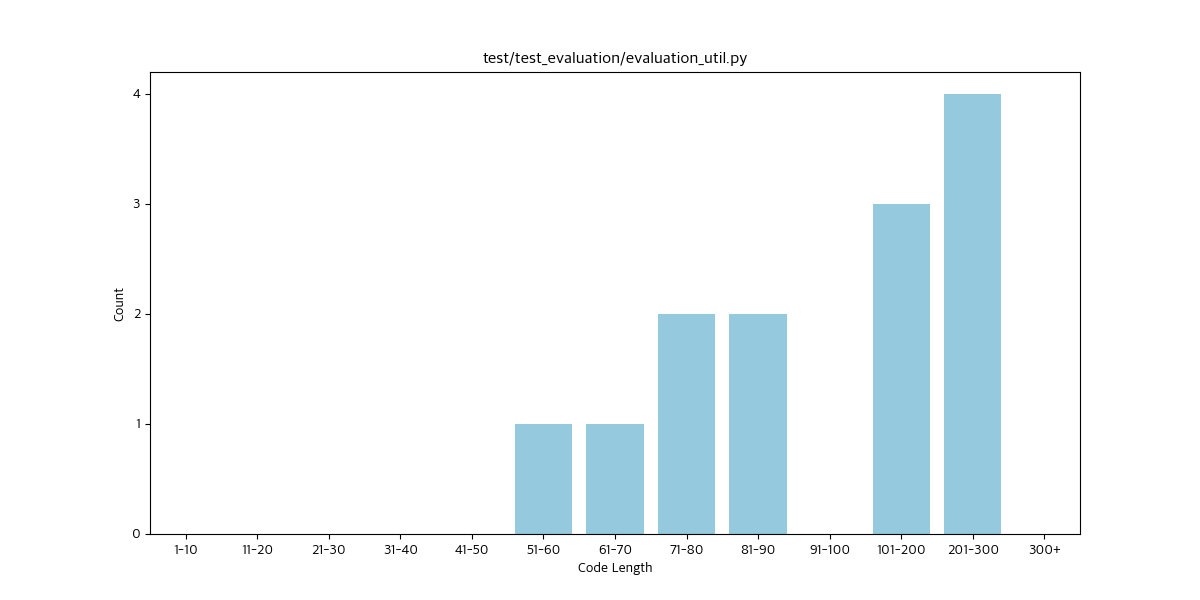 test/test_evaluation/evaluation_util.py
4
3
2
1
0
Count
1-10 11-20 21-30 31-40 41-50 51-60 61-70 71-80 81-90 91-100 101-200 201-300 300+
Code Length